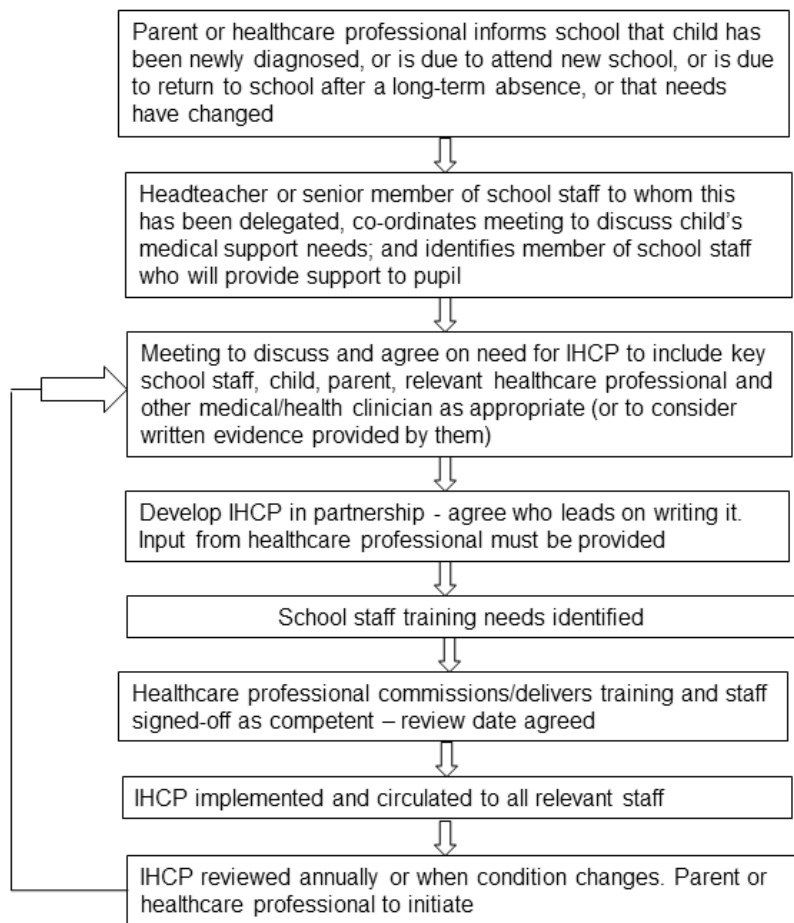 Parent or healthcare professional informs school that child has
been newly diagnosed, or is due to attend new school, or is due
to return to school after a long-term absence, or that needs
have changed
Headteacher or senior member of school staff to whom this
has been delegated, co-ordinates meeting to discuss child's
medical support needs; and identifies member of school staff
who will provide support to pupil
Meeting to discuss and agree on need for IHCP to include key
school staff, child, parent, relevant healthcare professional and
other medical/health clinician as appropriate (or to consider
written evidence provided by them)
Develop IHCP in partnership - agree who leads on writing it.
Input from healthcare professional must be provided
School staff training needs identified
Healthcare professional commissions/delivers training and staff
signed-off as competent – review date agreed
IHCP implemented and circulated to all relevant staff
IHCP reviewed annually or when condition changes. Parent or
healthcare professional to initiate